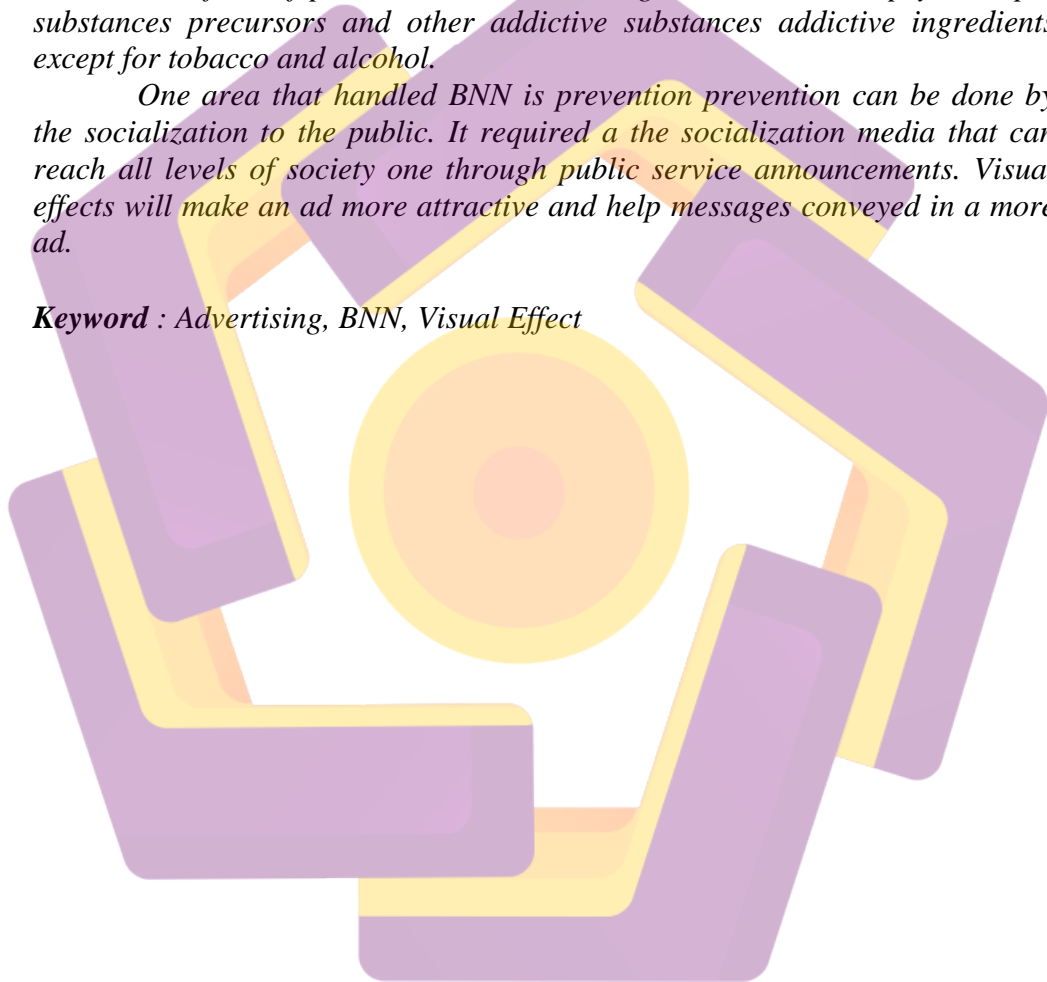 substances precursors and other addictive substances addictive ingredients
except for tobacco and alcohol.
One area that handled BNN is prevention prevention can be done by
the socialization to the public. It required a the socialization media that can
reach all levels of society one through public service announcements. Visual
effects will make an ad more attractive and help messages conveyed in a more
ad.
Keyword : Advertising, BNN, Visual Effect